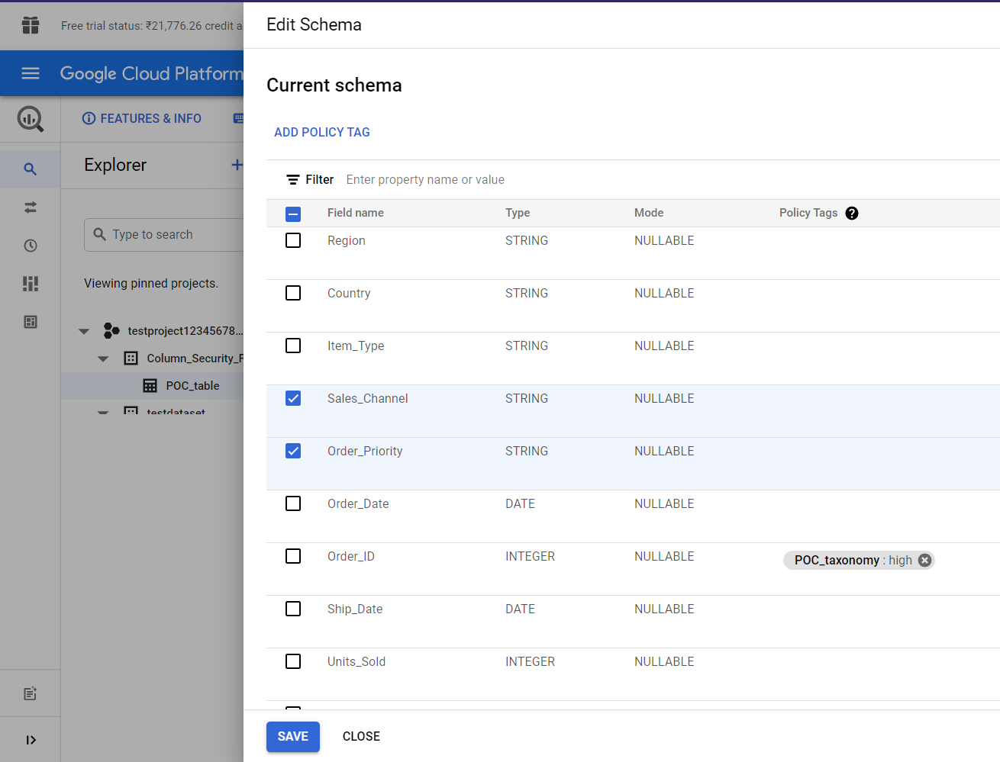 Free trial status: ₹21,776.26 credit a
Google Cloud Platform
FEATURES & INFO
Explorer
Type to search
Viewing pinned projects.
testproject12345678...
Column_Security_P
POC_table
testdataset
Edit Schema
Current schema
ADD POLICY TAG
Filter Enter property name or value
Field name Type Mode Policy Tags
Region STRING NULLABLE
Country STRING NULLABLE
Item_Type STRING NULLABLE
Sales_Channel STRING NULLABLE
Order_Priority STRING NULLABLE
Order_Date DATE NULLABLE
Order_ID INTEGER NULLABLE POC_taxonomy : high
Ship_Date DATE NULLABLE
Units_Sold INTEGER NULLABLE
SAVE CLOSE